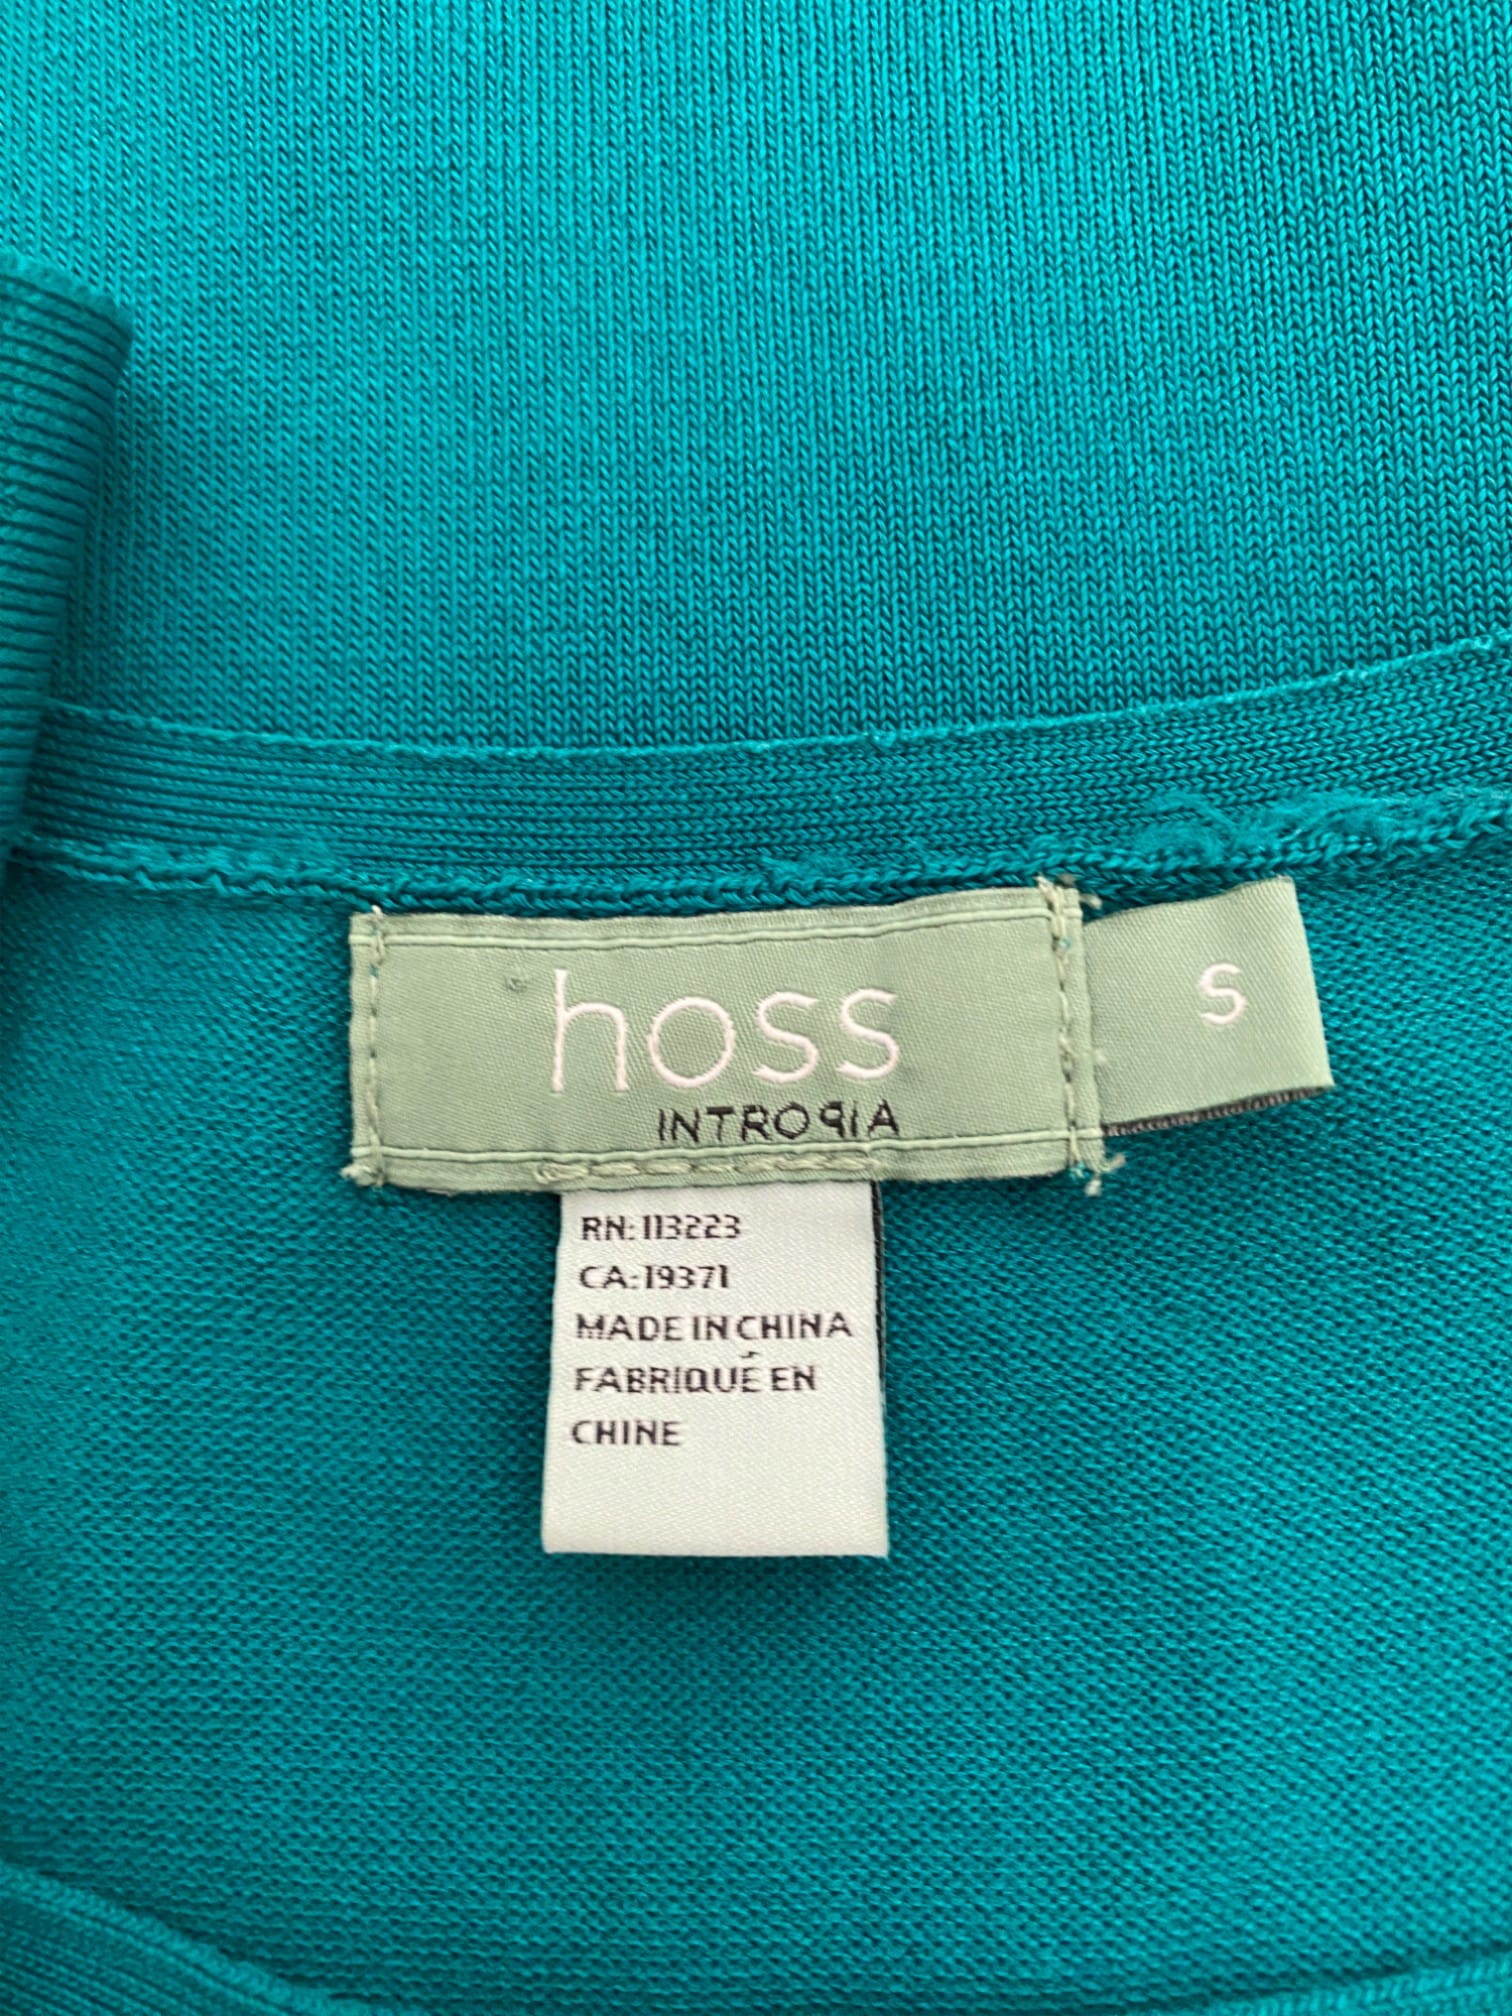 hoss
INTROPIA
S
RN: 113223
CA: 19371
MADE IN CHINA
FABRIQUÉ EN
CHINE